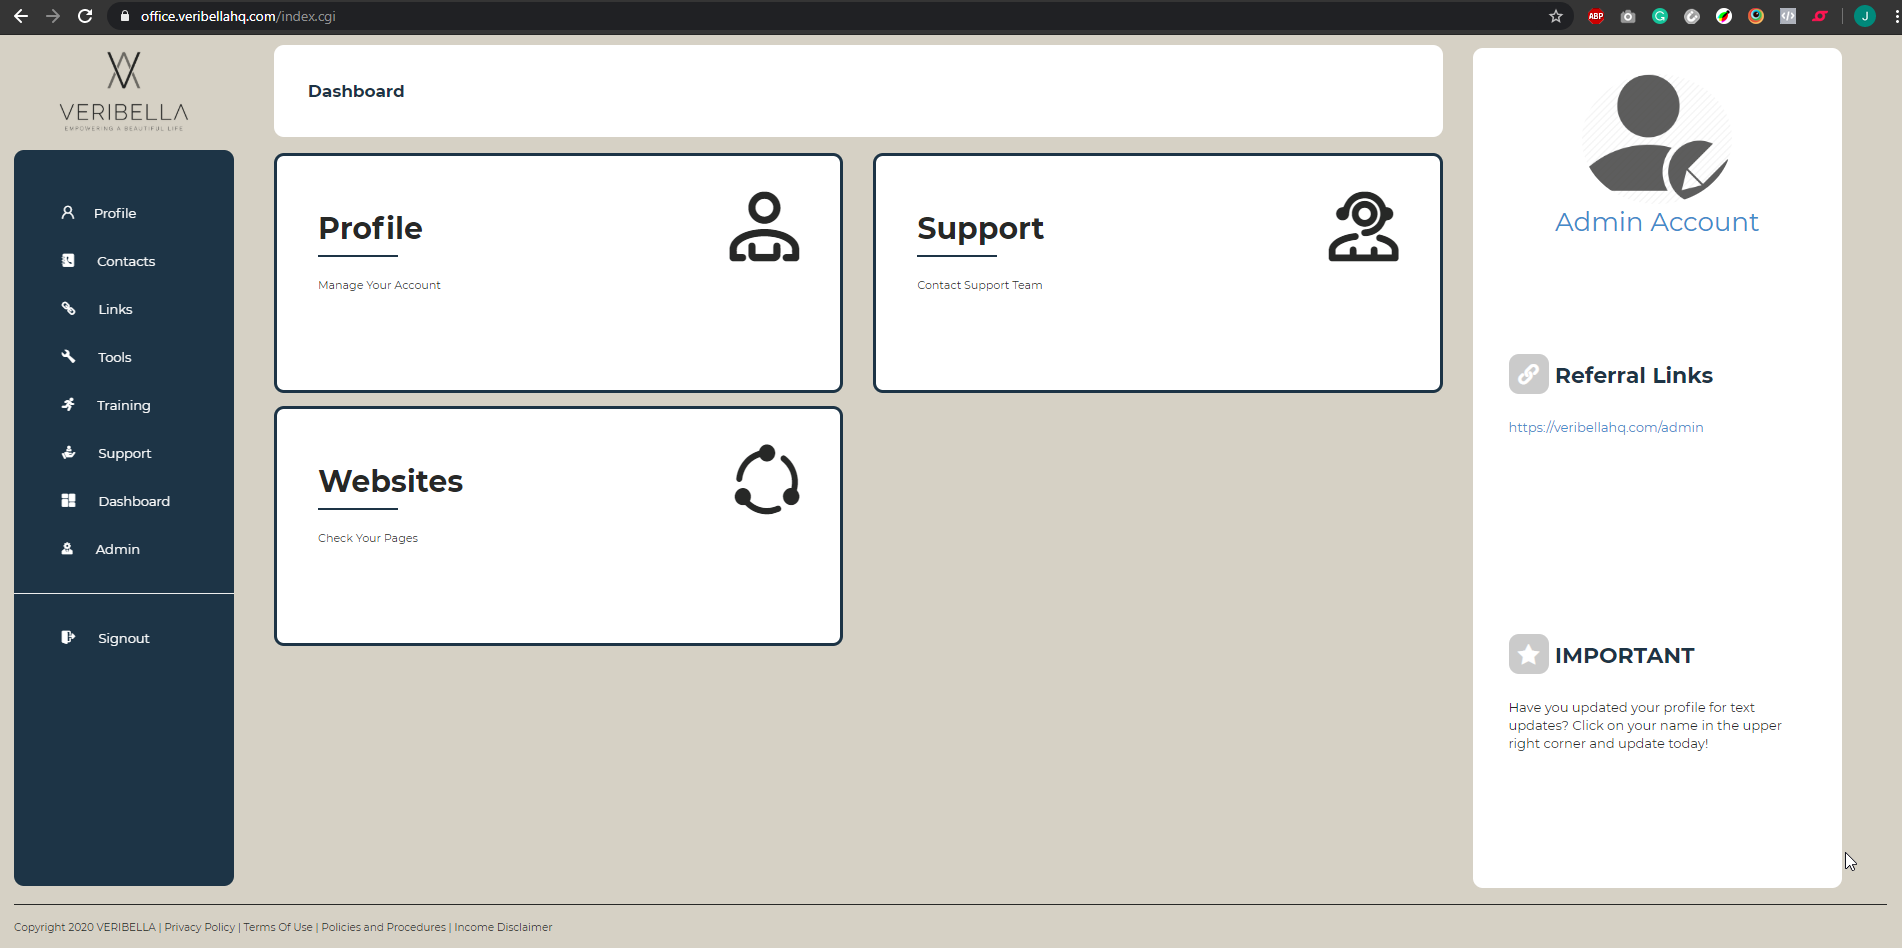 office.veribellahq.com/index.cgi
ABP
J
VERIBELLA
EMPOWERING A BEAUTIFUL LIFE
Profile
Contacts
Links
Tools
Training
Support
Dashboard
Admin
Signout
Dashboard
Profile
Manage Your Account
Support
Contact Support Team
Websites
Check Your Pages
Admin Account
Referral Links
https://veribellahq.com/admin
IMPORTANT
Have you updated your profile for text
updates? Click on your name in the upper
right corner and update today!
Copyright 2020 VERIBELLA | Privacy Policy | Terms Of Use | Policies and Procedures | Income Disclaimer